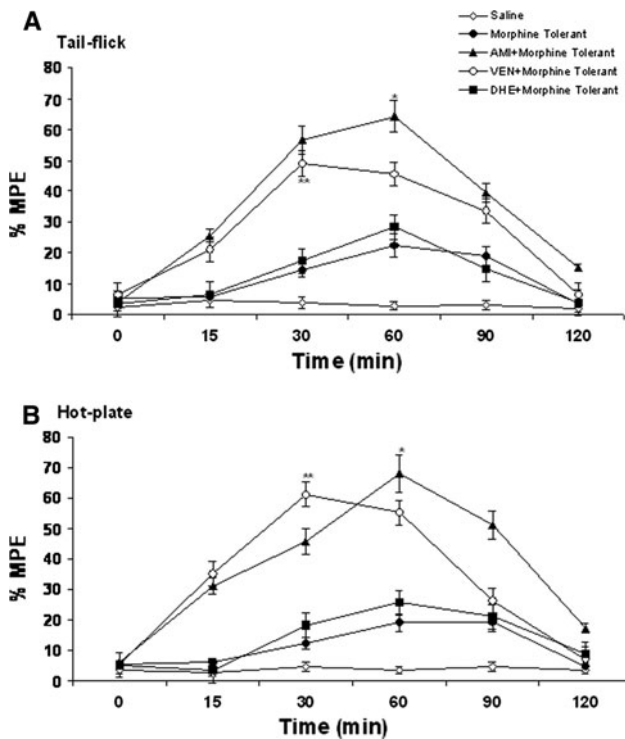 A
Tail-flick
Saline
Morphine Tolerant
AMI+Morphine Tolerant
VEN+Morphine Tolerant
DHE+Morphine Tolerant
80
70
60
50
40
30
20
10
0
% MPE
*
**
0 15 30 60 90 120
Time (min)
B
Hot-plate
80
70
60
50
40
30
20
10
0
% MPE
**
*
0 15 30 60 90 120
Time (min)